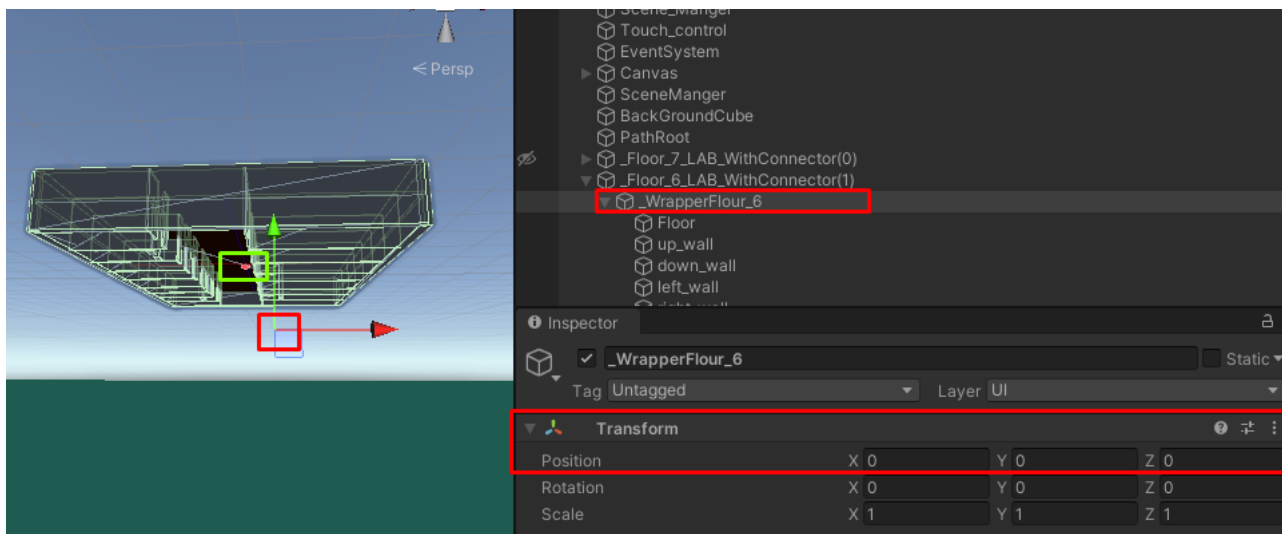 Scene_Manger
Touch_control
EventSystem
Canvas
SceneManger
BackGroundCube
PathRoot
_Floor_7_LAB_WithConnector(0)
_Floor_6_LAB_WithConnector(1)
_WrapperFlour_6
Floor
up_wall
down_wall
left_wall
right_wall
Persp
Inspector
_WrapperFlour_6 Static
Tag Untagged Layer UI
Transform
Position X 0 Y 0 Z 0
Rotation X 0 Y 0 Z 0
Scale X 1 Y 1 Z 1